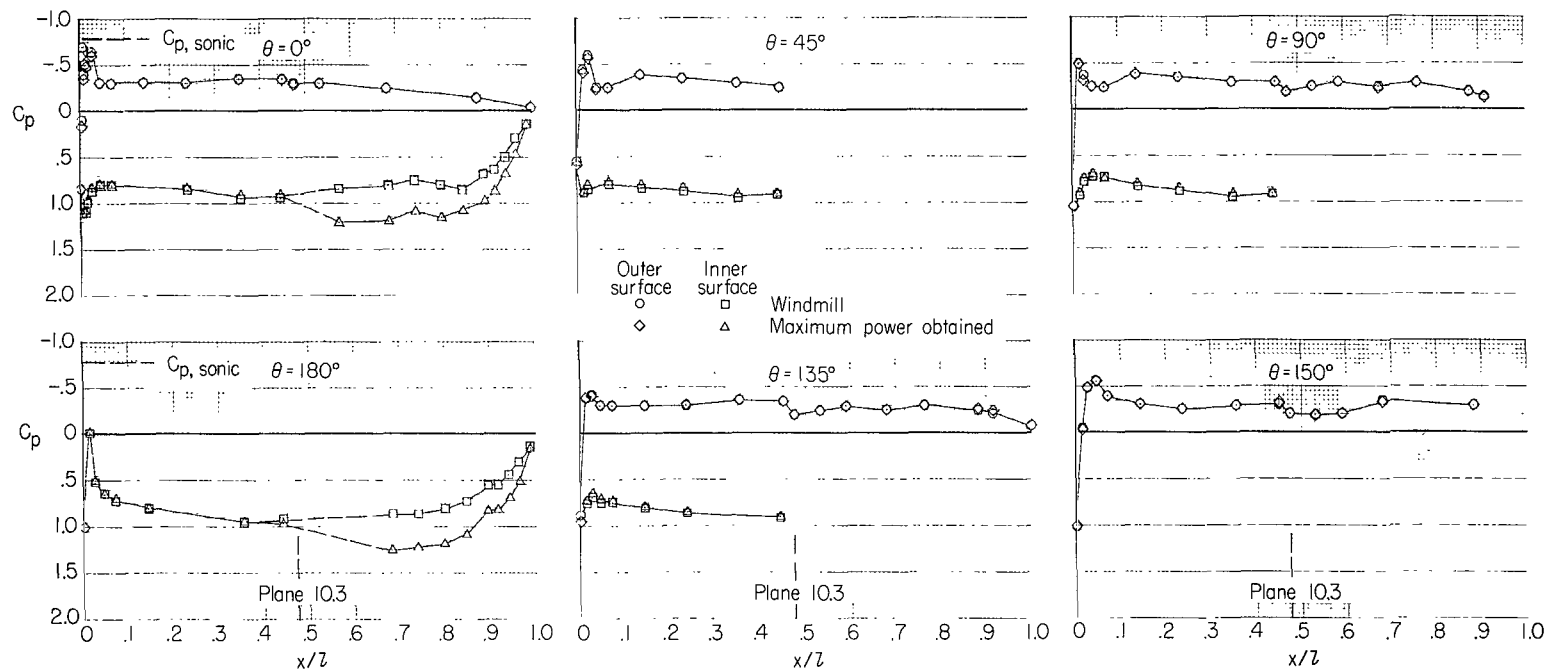 -1.0
Cp, sonic
θ = 0°
-.5
0
Cp
.5
1.0
1.5
2.0
θ = 45°
θ = 90°
Outer surface
Inner surface
Windmill
Maximum power obtained
-1.0
Cp, sonic
θ = 180°
-.5
0
Cp
.5
1.0
1.5
2.0
Plane 10.3
0 .1 .2 .3 .4 .5 .6 .7 .8 .9 1.0
x/l
θ = 135°
Plane 10.3
0 .1 .2 .3 .4 .5 .6 .7 .8 .9 1.0
x/l
θ = 150°
Plane 10.3
0 .1 .2 .3 .4 .5 .6 .7 .8 .9 1.0
x/l